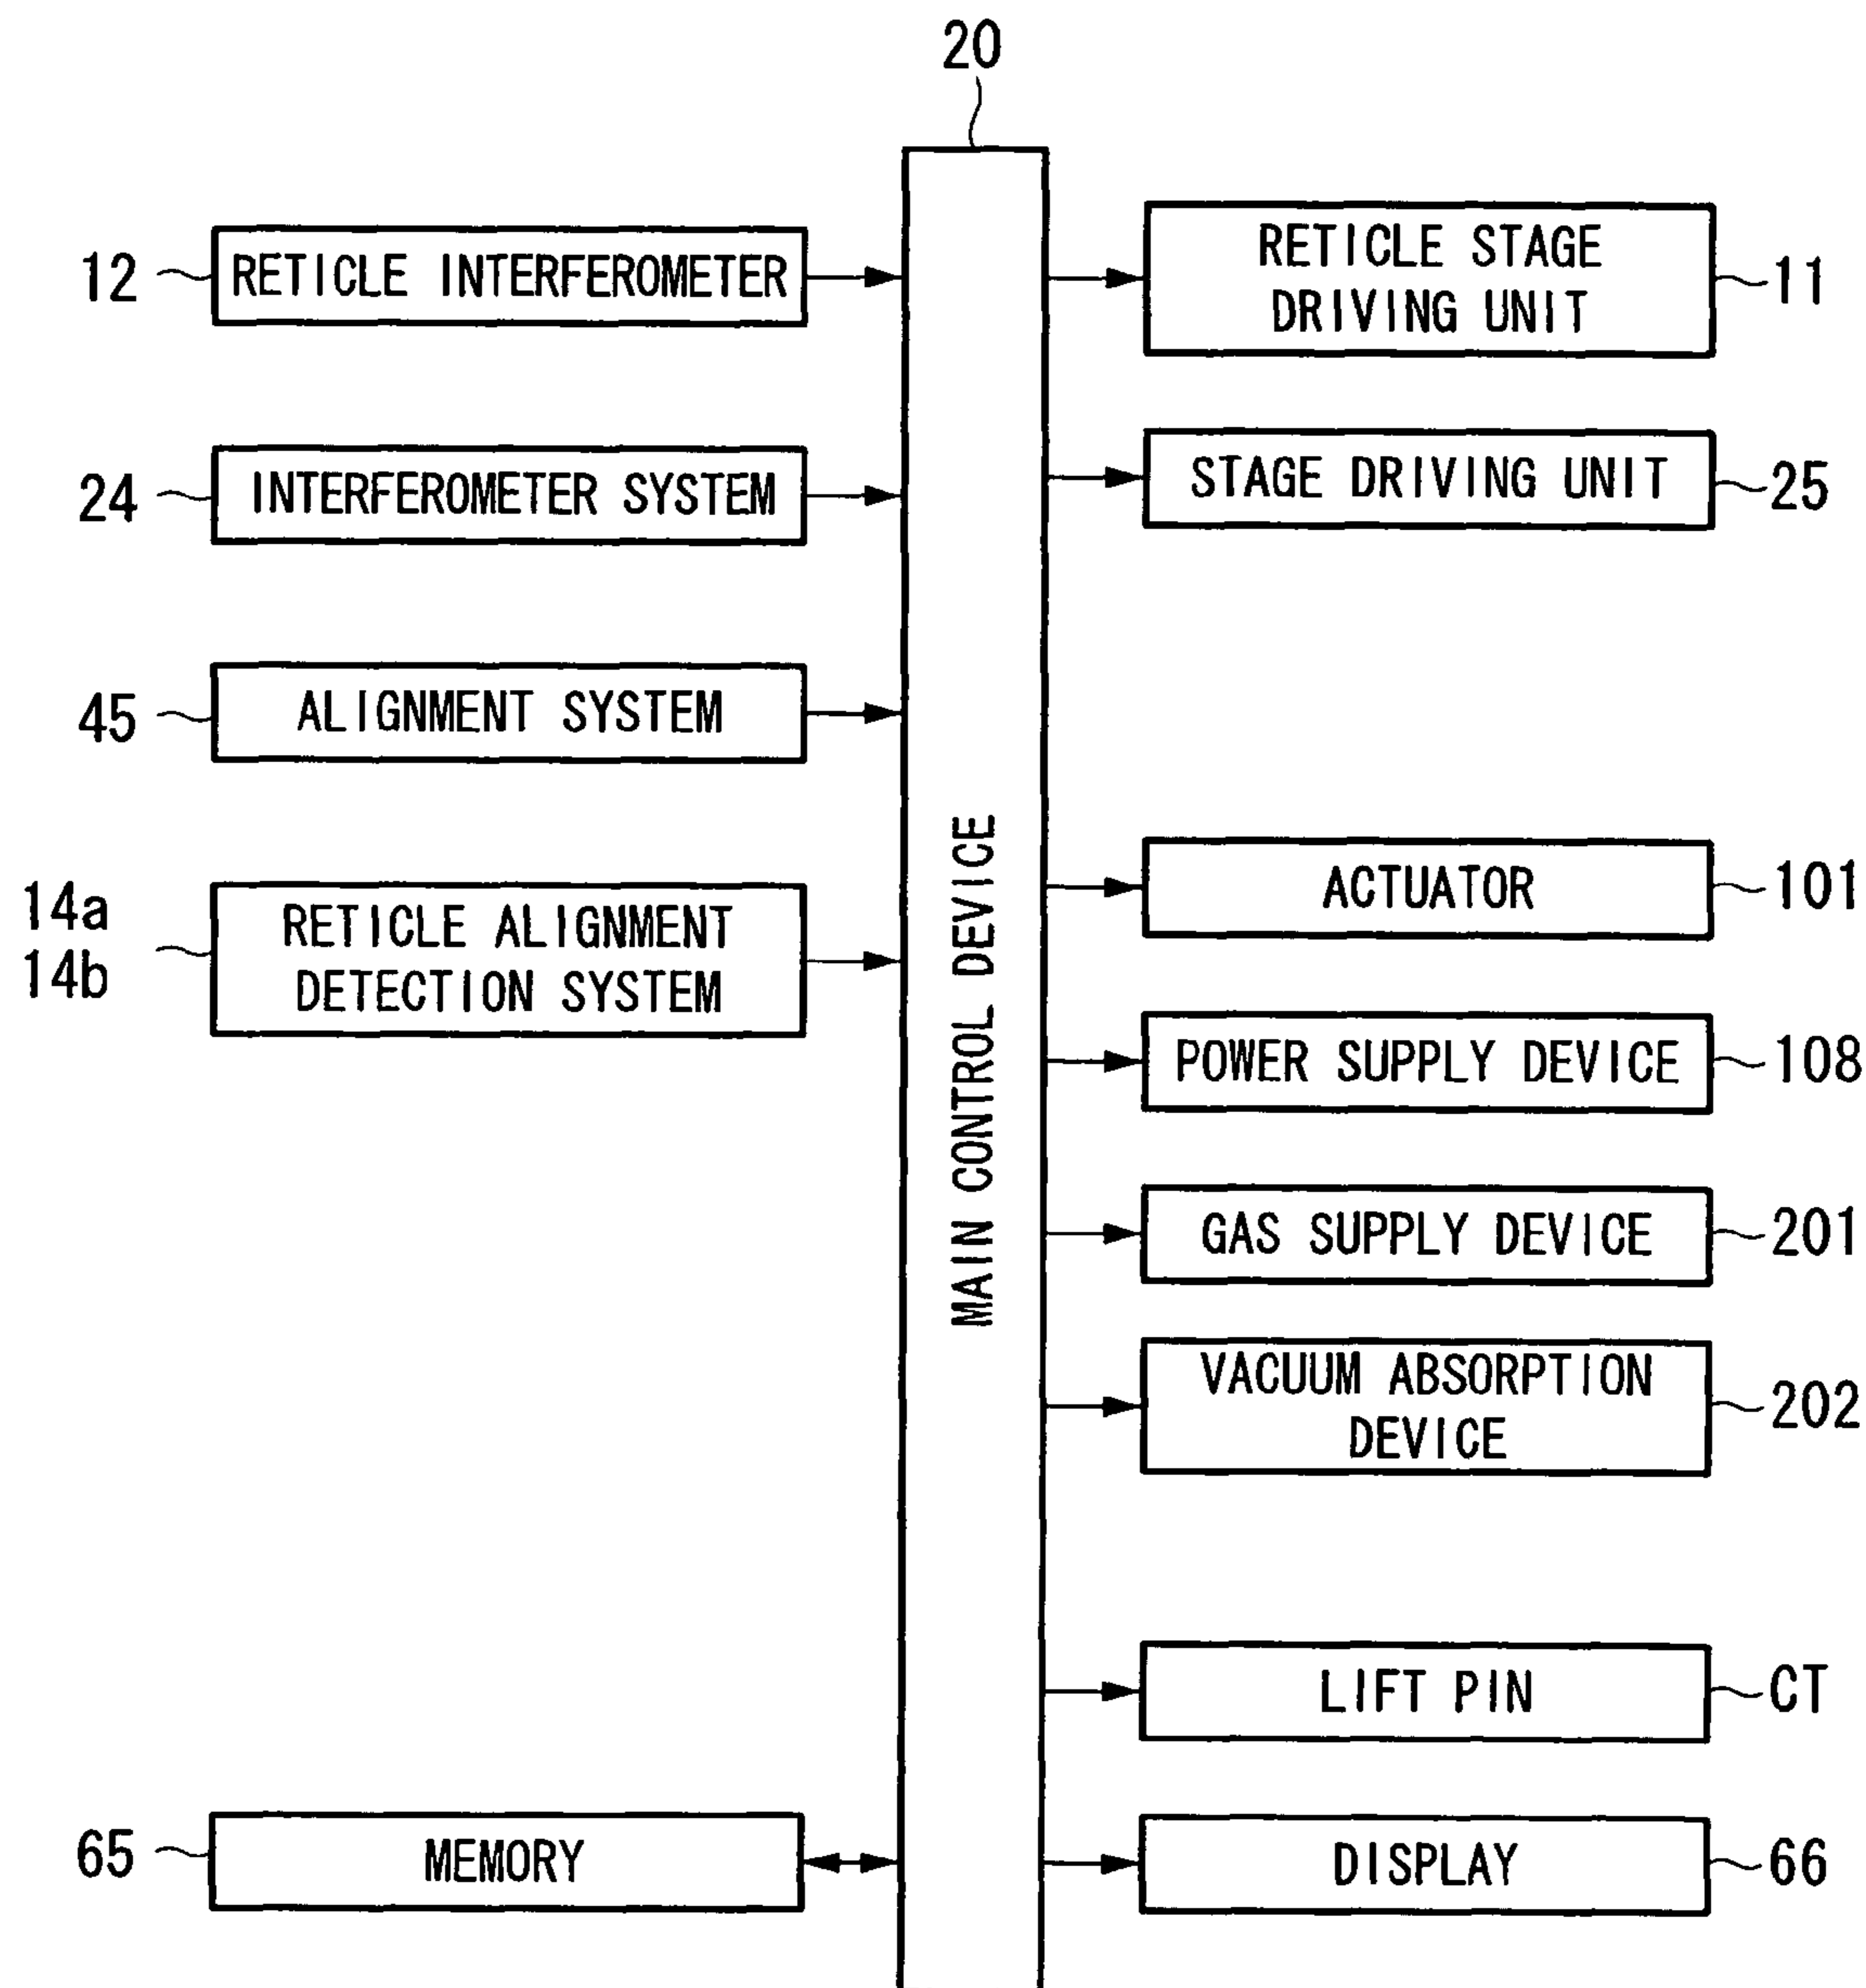 20
12
RETICLE INTERFEROMETER
24
INTERFEROMETER SYSTEM
45
ALIGNMENT SYSTEM
14a
14b
RETICLE ALIGNMENT
DETECTION SYSTEM
65
MEMORY
MAIN CONTROL DEVICE
RETICLE STAGE
DRIVING UNIT
11
STAGE DRIVING UNIT
25
ACTUATOR
101
POWER SUPPLY DEVICE
108
GAS SUPPLY DEVICE
201
VACUUM ABSORPTION
DEVICE
202
LIFT PIN
CT
DISPLAY
66